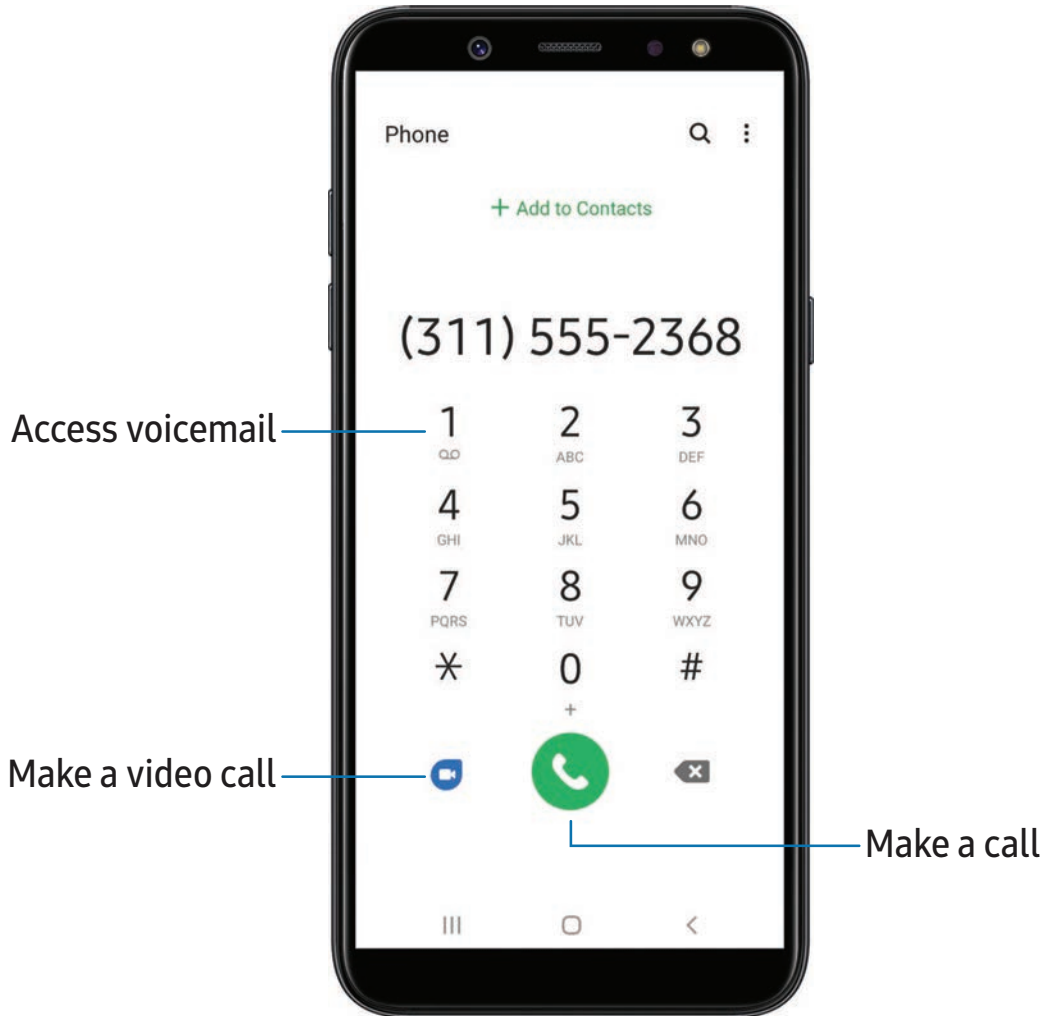 Phone
+ Add to Contacts
(311) 555-2368
Access voicemail
1 2 3
ABC DEF
4 5 6
GHI JKL MNO
7 8 9
PQRS TUV WXYZ
* 0 #
+
Make a video call
Make a call